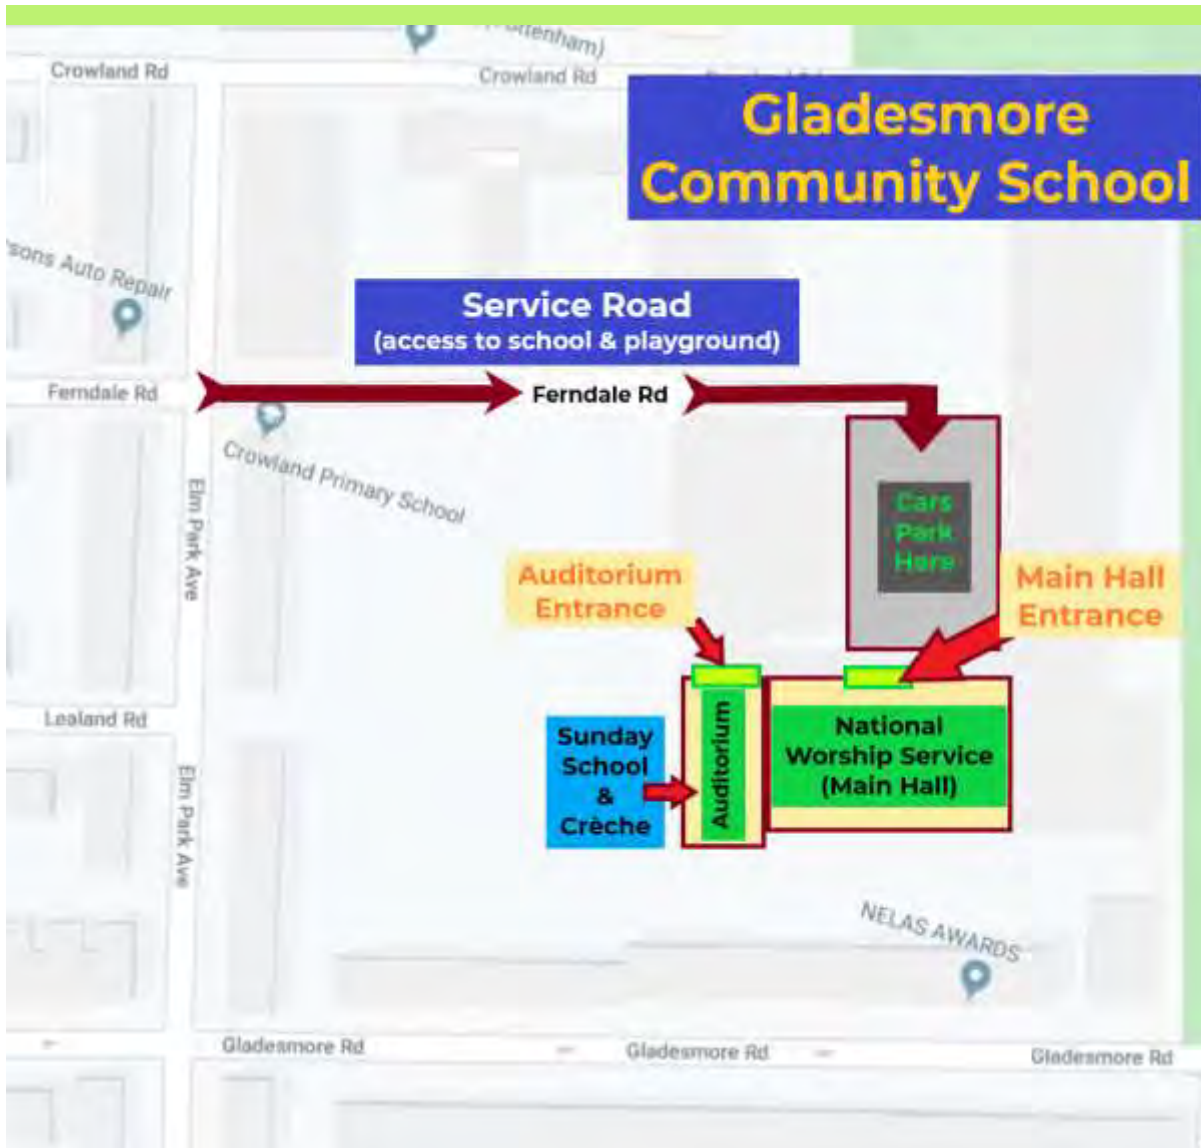 Crowland Rd
Crowland Rd
Gladesmore
Community School
sons Auto Repair
Service Road
(access to school & playground)
Ferndale Rd
Ferndale Rd
Crowland Primary School
Elm Park Ave
Cars
Park
Here
Auditorium
Entrance
Main Hall
Entrance
Lealand Rd
Elm Park Ave
Sunday
School
&
Crèche
Auditorium
National
Worship Service
(Main Hall)
NELAS AWARDS
Gladesmore Rd
Gladesmore Rd
Gladesmore Rd